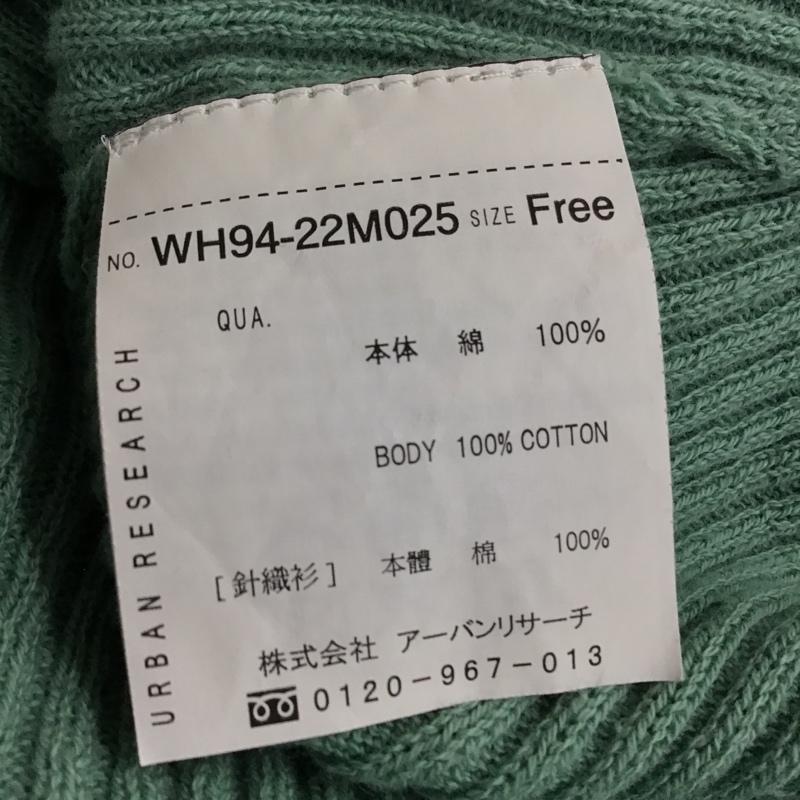 NO. WH94-22M025 SIZE Free
QUA.
本体 綿 100%
BODY 100% COTTON
[針織衫] 本體 棉 100%
株式会社 アーバンリサーチ
0120-967-013
URBAN RESEARCH